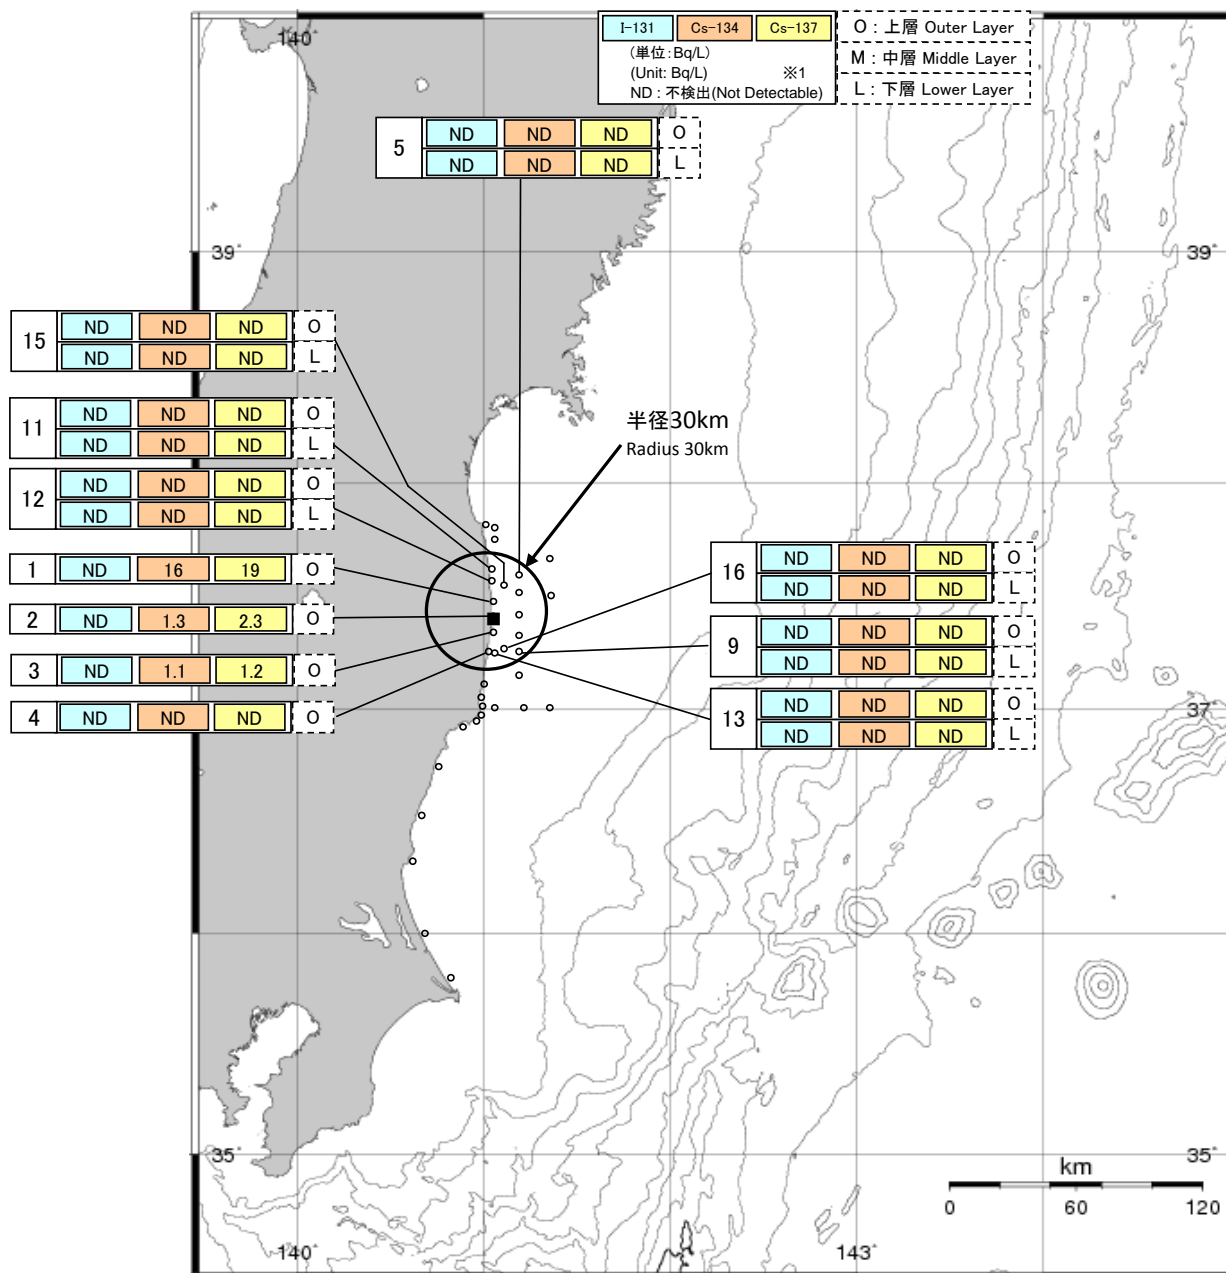 140°
I-131 Cs-134 Cs-137
(単位:Bq/L)
(Unit: Bq/L) ※1
ND : 不検出(Not Detectable)
O : 上層 Outer Layer
M : 中層 Middle Layer
L : 下層 Lower Layer
5
ND ND ND O
ND ND ND L
39°
39°
15
ND ND ND O
ND ND ND L
11
ND ND ND O
ND ND ND L
12
ND ND ND O
ND ND ND L
1 ND 16 19 O
2 ND 1.3 2.3 O
3 ND 1.1 1.2 O
4 ND ND ND O
半径30km
Radius 30km
16
ND ND ND O
ND ND ND L
9
ND ND ND O
ND ND ND L
13
ND ND ND O
ND ND ND L
37°
35°
35°
km
0 60 120
140°
143°